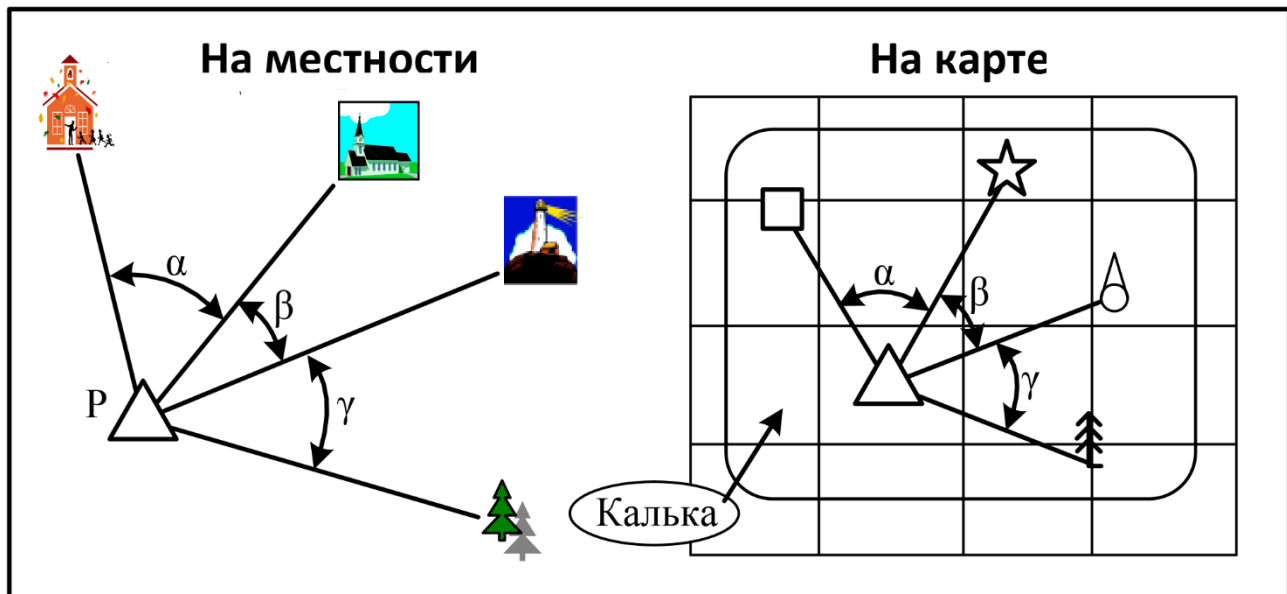 На местности
На карте
α
β
γ
P
α
β
γ
Калька